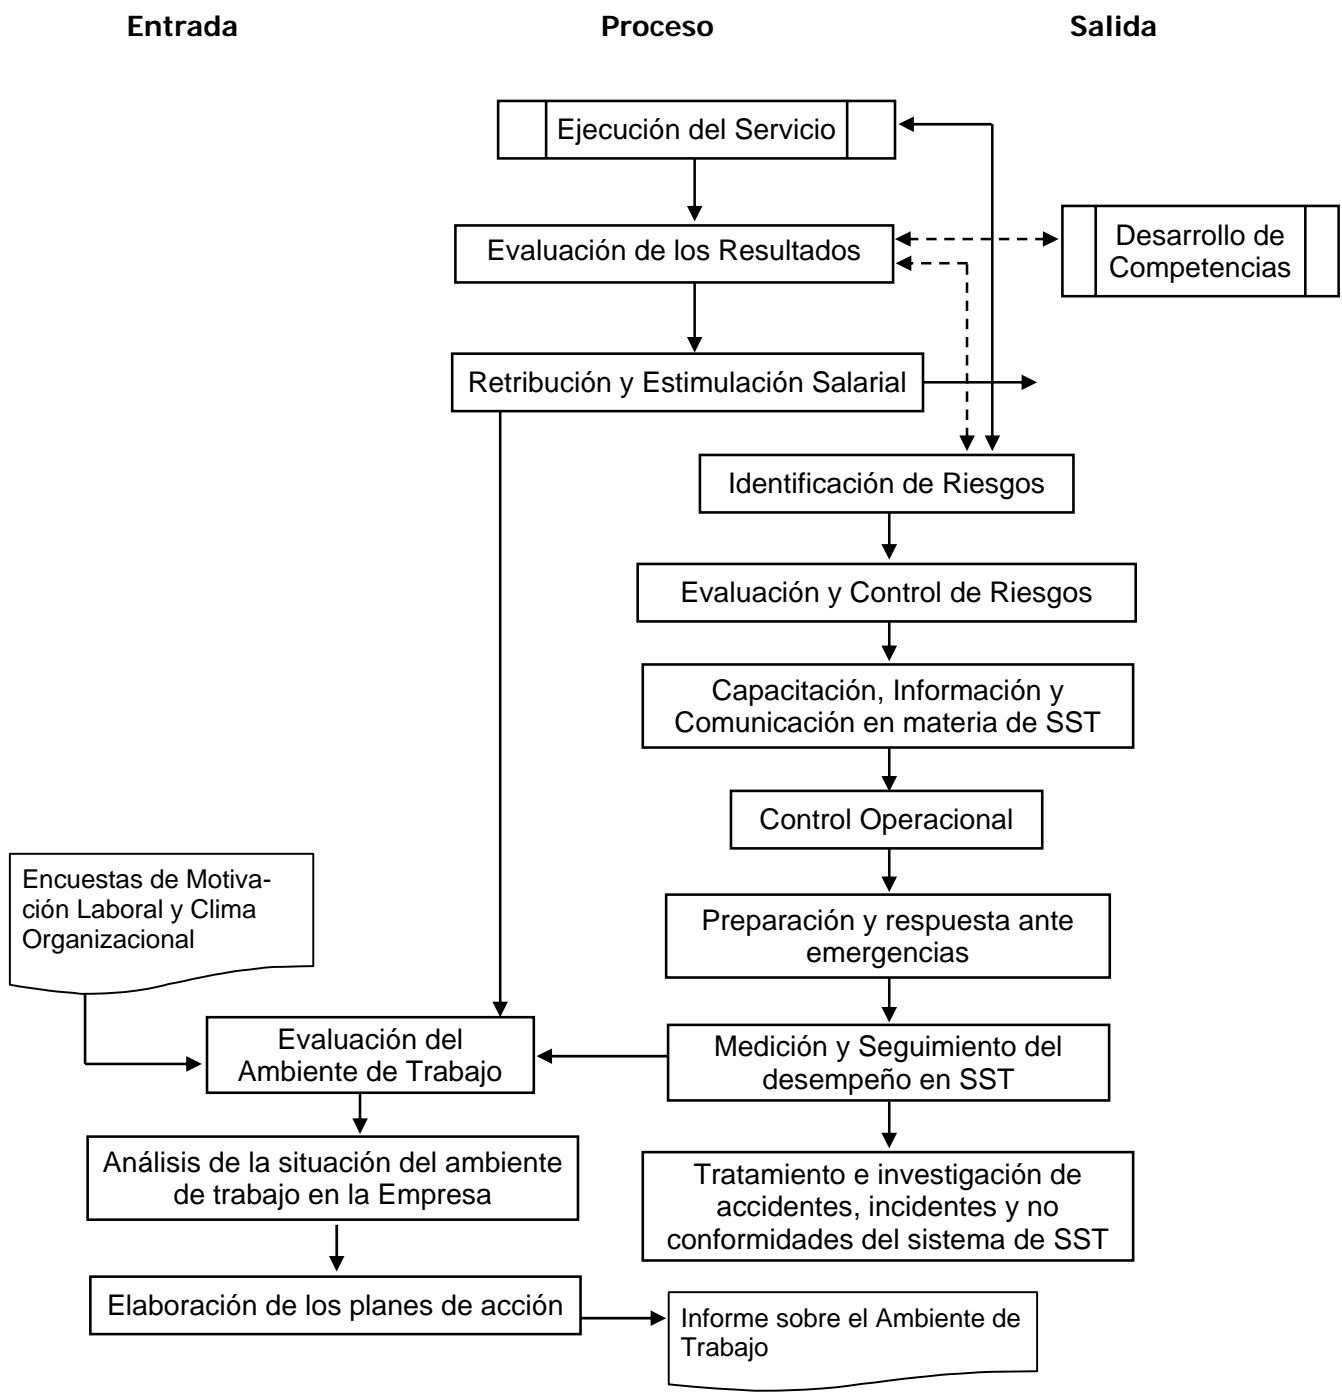 Entrada
Proceso
Salida
Ejecución del Servicio
Evaluación de los Resultados
Desarrollo de
Competencias
Retribución y Estimulación Salarial
Identificación de Riesgos
Evaluación y Control de Riesgos
Capacitación, Información y
Comunicación en materia de SST
Control Operacional
Encuestas de Motiva-
ción Laboral y Clima
Organizacional
Preparación y respuesta ante
emergencias
Evaluación del
Ambiente de Trabajo
Medición y Seguimiento del
desempeño en SST
Análisis de la situación del ambiente
de trabajo en la Empresa
Tratamiento e investigación de
accidentes, incidentes y no
conformidades del sistema de SST
Elaboración de los planes de acción
Informe sobre el Ambiente de
Trabajo